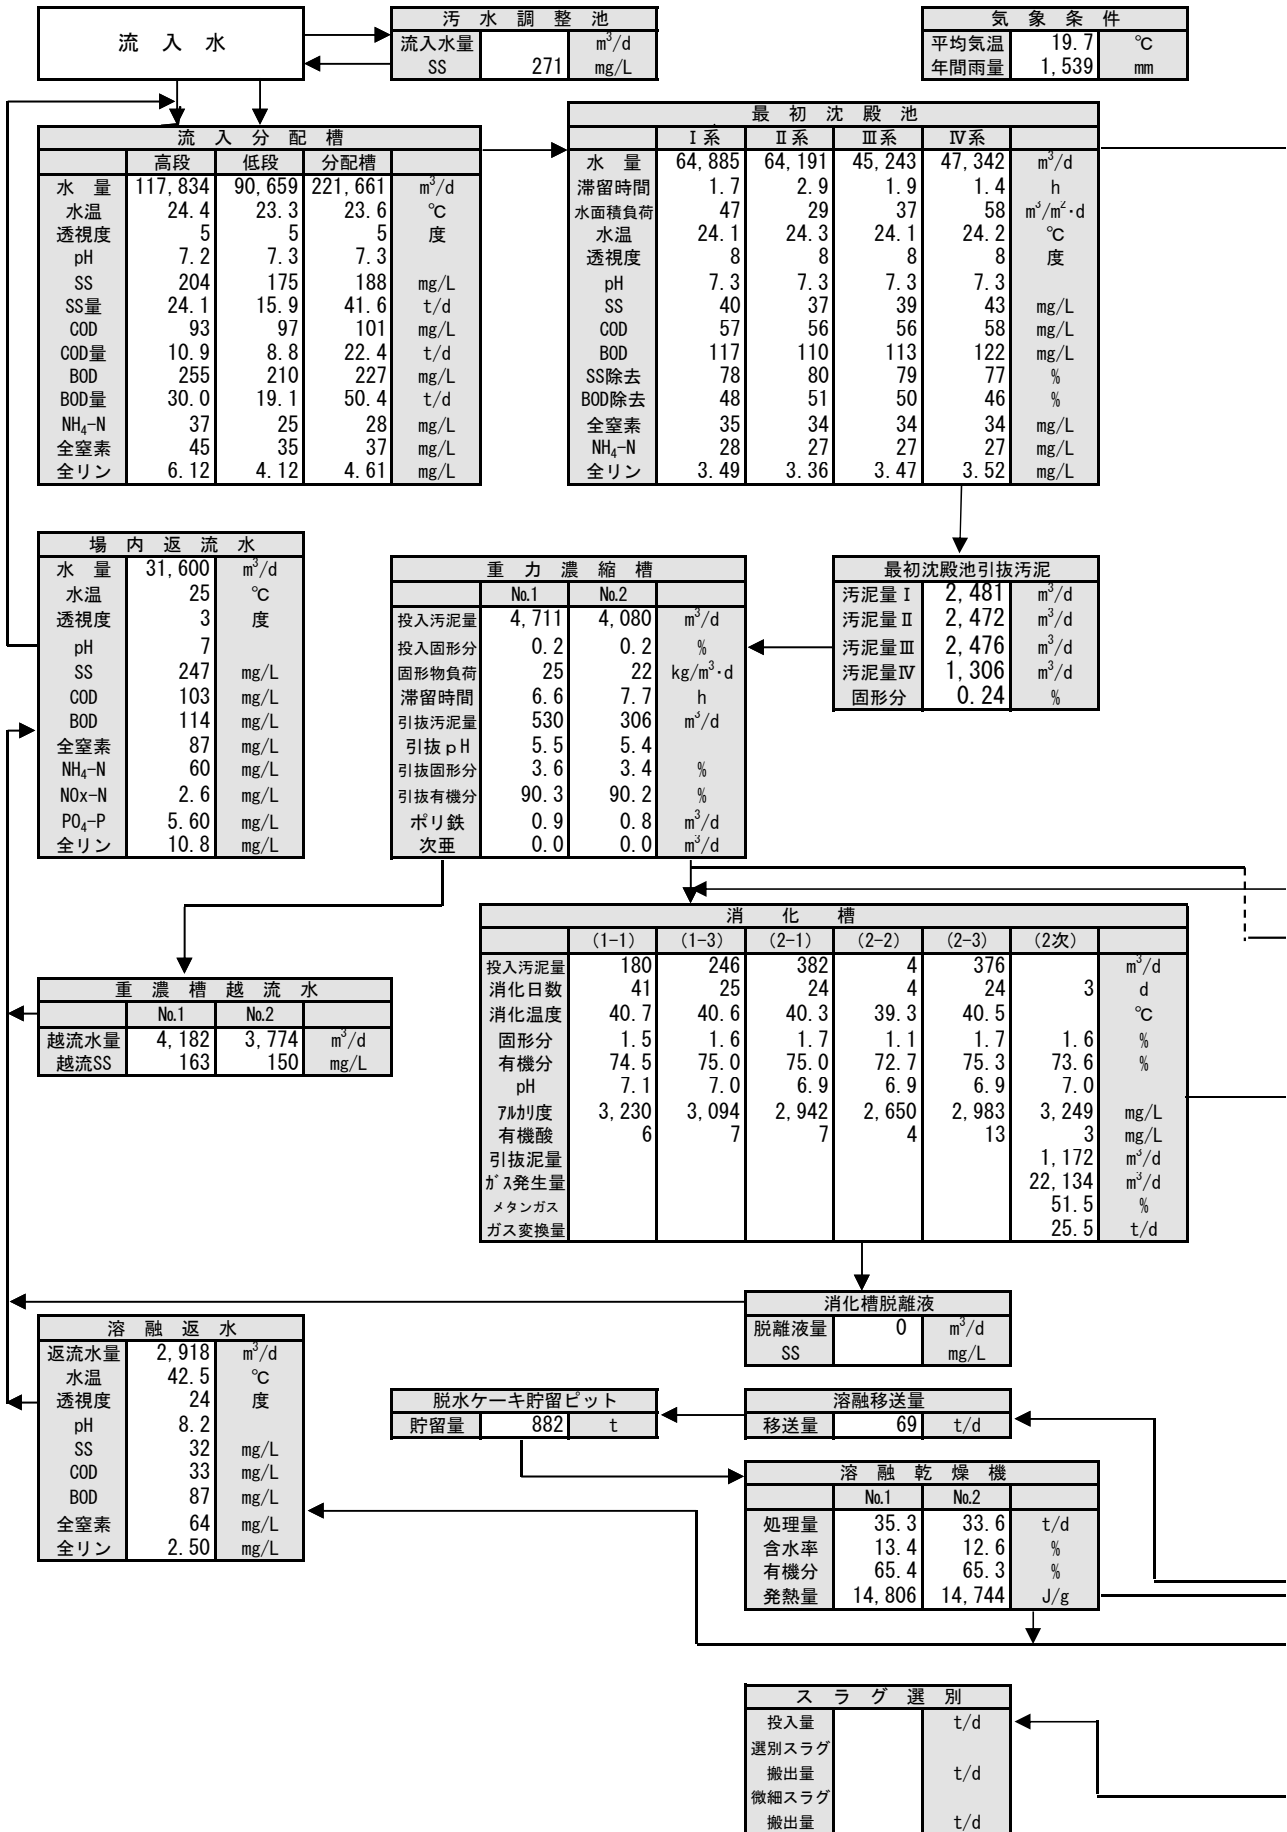 流 入 水
汚 水 調 整 池
流入水量 m³/d
SS 271 mg/L
気 象 条 件
平均気温 19.7 ℃
年間雨量 1,539 mm
流 入 分 配 槽
高段 低段 分配槽
水 量 117,834 90,659 221,661 m³/d
水温 24.4 23.3 23.6 ℃
透視度 5 5 5 度
pH 7.2 7.3 7.3
SS 204 175 188 mg/L
SS量 24.1 15.9 41.6 t/d
COD 93 97 101 mg/L
COD量 10.9 8.8 22.4 t/d
BOD 255 210 227 mg/L
BOD量 30.0 19.1 50.4 t/d
NH₄-N 37 25 28 mg/L
全窒素 45 35 37 mg/L
全リン 6.12 4.12 4.61 mg/L
最 初 沈 殿 池
Ⅰ系 Ⅱ系 Ⅲ系 Ⅳ系
水 量 64,885 64,191 45,243 47,342 m³/d
滞留時間 1.7 2.9 1.9 1.4 h
水面積負荷 47 29 37 58 m³/m²・d
水温 24.1 24.3 24.1 24.2 ℃
透視度 8 8 8 8 度
pH 7.3 7.3 7.3 7.3
SS 40 37 39 43 mg/L
COD 57 56 56 58 mg/L
BOD 117 110 113 122 mg/L
SS除去 78 80 79 77 %
BOD除去 48 51 50 46 %
全窒素 35 34 34 34 mg/L
NH₄-N 28 27 27 27 mg/L
全リン 3.49 3.36 3.47 3.52 mg/L
場 内 返 流 水
水 量 31,600 m³/d
水温 25 ℃
透視度 3 度
pH 7
SS 247 mg/L
COD 103 mg/L
BOD 114 mg/L
全窒素 87 mg/L
NH₄-N 60 mg/L
NOx-N 2.6 mg/L
PO₄-P 5.60 mg/L
全リン 10.8 mg/L
重 力 濃 縮 槽
No.1 No.2
投入汚泥量 4,711 4,080 m³/d
投入固形分 0.2 0.2 %
固形物負荷 25 22 kg/m³・d
滞留時間 6.6 7.7 h
引抜汚泥量 530 306 m³/d
引抜pH 5.5 5.4
引抜固形分 3.6 3.4 %
引抜有機分 90.3 90.2 %
ポリ鉄 0.9 0.8 m³/d
次亜 0.0 0.0 m³/d
最初沈殿池引抜汚泥
汚泥量Ⅰ 2,481 m³/d
汚泥量Ⅱ 2,472 m³/d
汚泥量Ⅲ 2,476 m³/d
汚泥量Ⅳ 1,306 m³/d
固形分 0.24 %
重 濃 槽 越 流 水
No.1 No.2
越流水量 4,182 3,774 m³/d
越流SS 163 150 mg/L
消 化 槽
(1-1) (1-3) (2-1) (2-2) (2-3) (2次)
投入汚泥量 180 246 382 4 376 m³/d
消化日数 41 25 24 4 24 3 d
消化温度 40.7 40.6 40.3 39.3 40.5 ℃
固形分 1.5 1.6 1.7 1.1 1.7 1.6 %
有機分 74.5 75.0 75.0 72.7 75.3 73.6 %
pH 7.1 7.0 6.9 6.9 6.9 7.0
ｱﾙｶﾘ度 3,230 3,094 2,942 2,650 2,983 3,249 mg/L
有機酸 6 7 7 4 13 3 mg/L
引抜泥量 1,172 m³/d
ｶﾞｽ発生量 22,134 m³/d
メタンガス 51.5 %
ガス変換量 25.5 t/d
消化槽脱離液
脱離液量 0 m³/d
SS mg/L
溶 融 返 水
返流水量 2,918 m³/d
水温 42.5 ℃
透視度 24 度
pH 8.2
SS 32 mg/L
COD 33 mg/L
BOD 87 mg/L
全窒素 64 mg/L
全リン 2.50 mg/L
脱水ケーキ貯留ピット
貯留量 882 t
溶融移送量
移送量 69 t/d
溶 融 乾 燥 機
No.1 No.2
処理量 35.3 33.6 t/d
含水率 13.4 12.6 %
有機分 65.4 65.3 %
発熱量 14,806 14,744 J/g
ス ラ グ 選 別
投入量 t/d
選別スラグ
搬出量 t/d
微細スラグ
搬出量 t/d